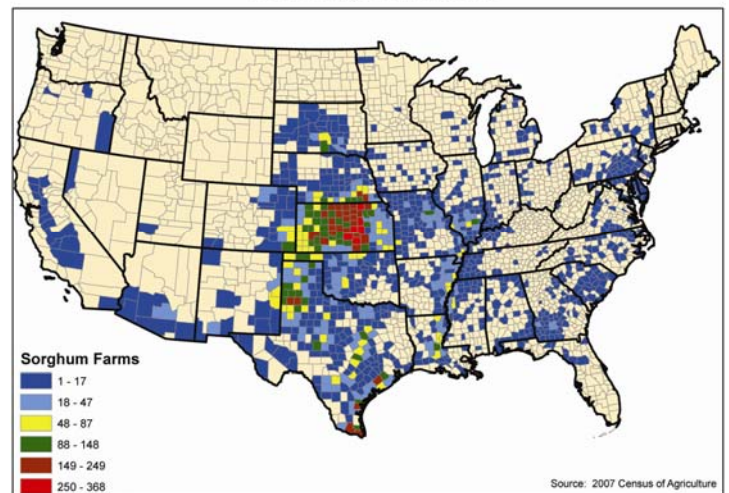 Sorghum Farms
1 - 17
18 - 47
48 - 87
88 - 148
149 - 249
250 - 368
Source: 2007 Census of Agriculture